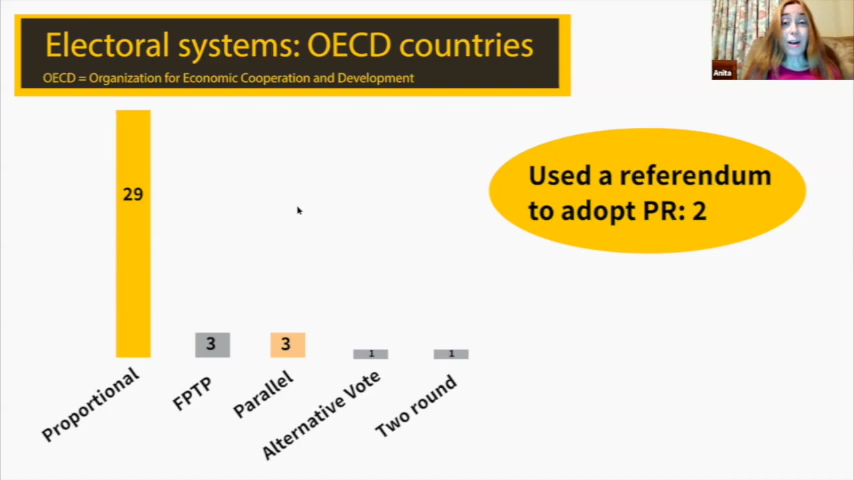 Electoral systems: OECD countries
OECD = Organization for Economic Cooperation and Development
Anita
29
Used a referendum
to adopt PR: 2
3
3
1
1
Proportional
FPTP
Parallel
Alternative Vote
Two round